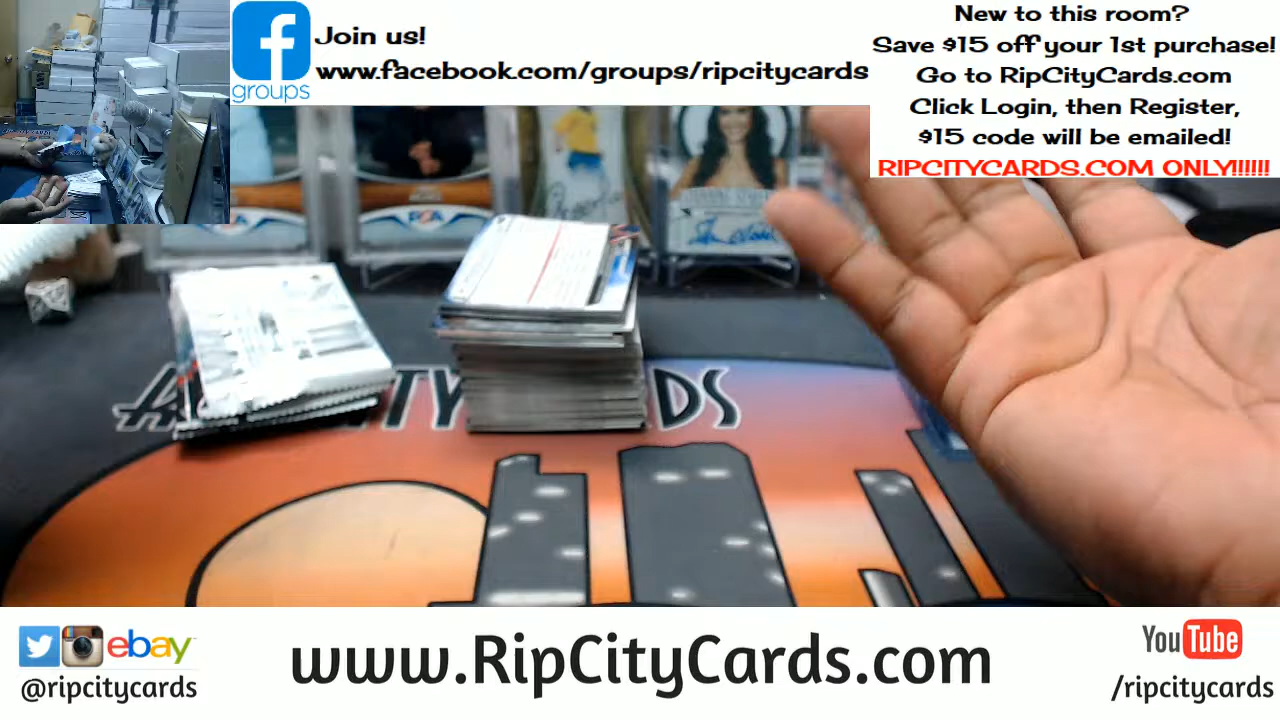 Join us!
www.facebook.com/groups/ripcitycards
groups
New to this room?
Save $15 off your 1st purchase!
Go to RipCityCards.com
Click Login, then Register,
$15 code will be emailed!
RIPCITYCARDS.COM ONLY!!!!!!
PSA
ebay
@ripcitycards
www.RipCityCards.com
YouTube
/ripcitycards